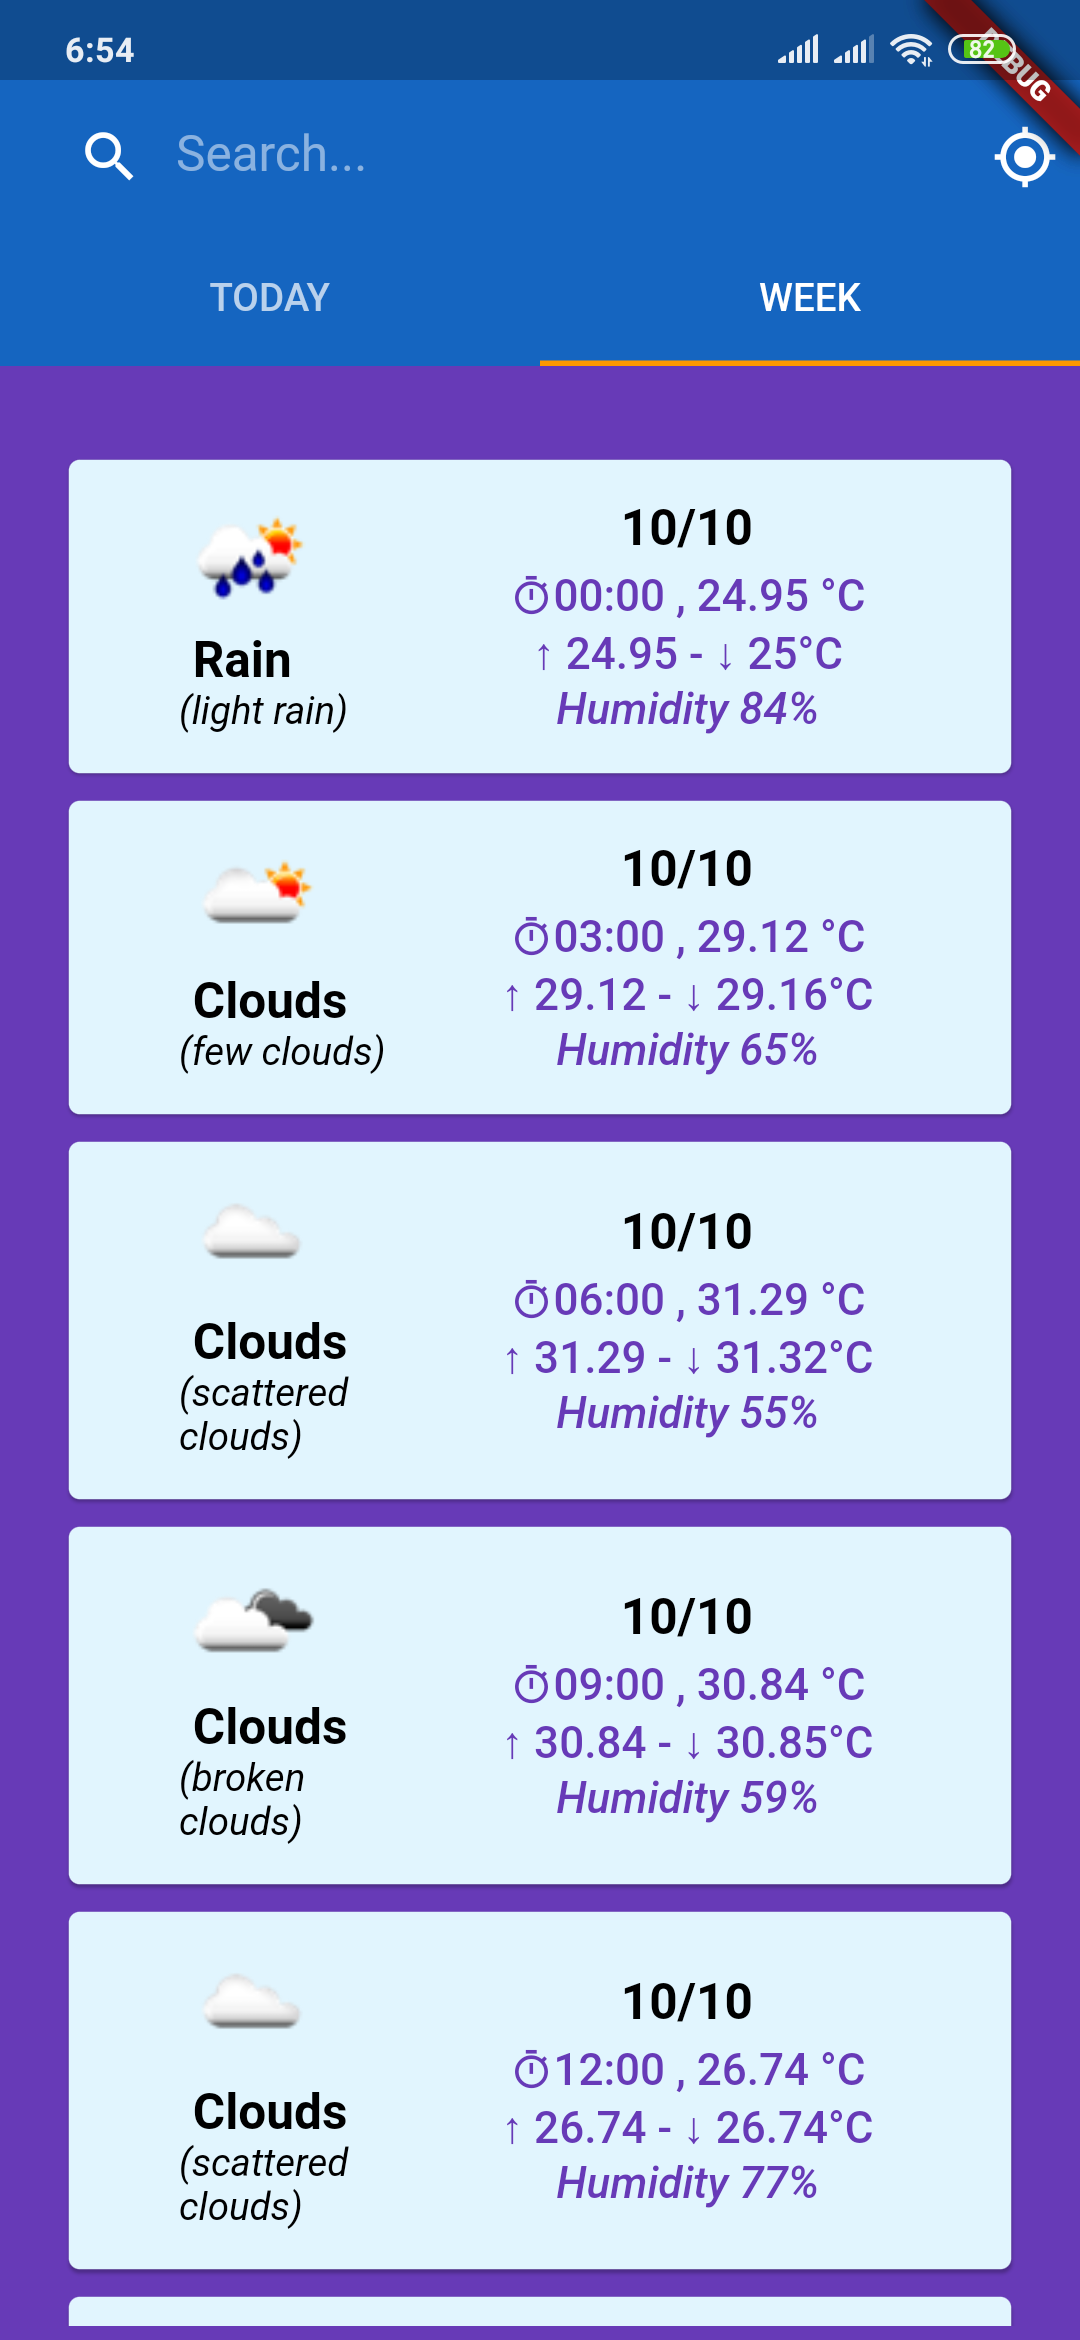 6:54
82
DEBUG
Search...
TODAY
WEEK
10/10
00:00 , 24.95 °C
↑ 24.95 - ↓ 25°C
Humidity 84%
Rain
(light rain)
10/10
03:00 , 29.12 °C
↑ 29.12 - ↓ 29.16°C
Humidity 65%
Clouds
(few clouds)
10/10
06:00 , 31.29 °C
↑ 31.29 - ↓ 31.32°C
Humidity 55%
Clouds
(scattered
clouds)
10/10
09:00 , 30.84 °C
↑ 30.84 - ↓ 30.85°C
Humidity 59%
Clouds
(broken
clouds)
10/10
12:00 , 26.74 °C
↑ 26.74 - ↓ 26.74°C
Humidity 77%
Clouds
(scattered
clouds)